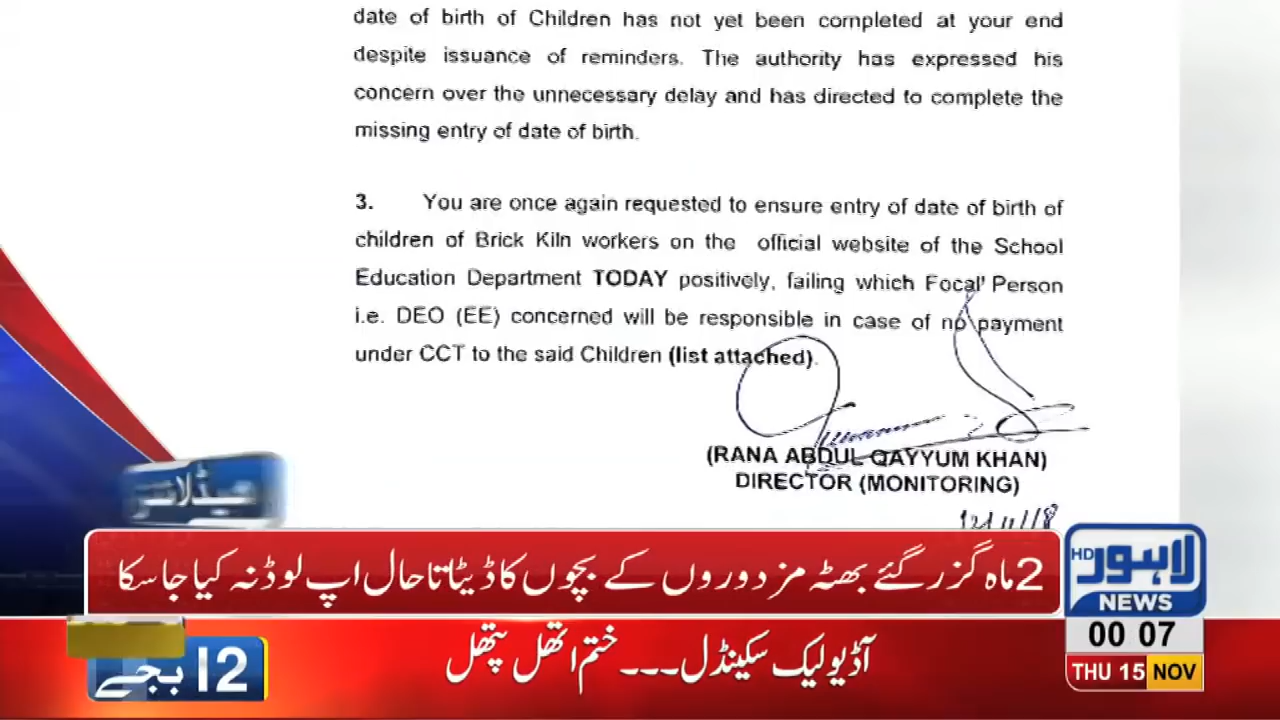 date of birth of Children has not yet been completed at your end
despite issuance of reminders. The authority has expressed his
concern over the unnecessary delay and has directed to complete the
missing entry of date of birth.
3. You are once again requested to ensure entry of date of birth of
children of Brick Kiln workers on the official website of the School
Education Department TODAY positively, failing which Focal Person
i.e. DEO (EE) concerned will be responsible in case of no payment
under CCT to the said Children (list attached).
(RANA ABDUL QAYYUM KHAN)
DIRECTOR (MONITORING)
12/11/18
ہیڈلائنز
2 ماہ گزر گئے بھٹہ مزدوروں کے بچوں کا ڈیٹا تاحال اپ لوڈ نہ کیا جا سکا
لاہور HD
NEWS
00 07
THU 15 NOV
آڈیو لیک سکینڈل ۔۔۔ ختم اتھل پتھل
12 بجے